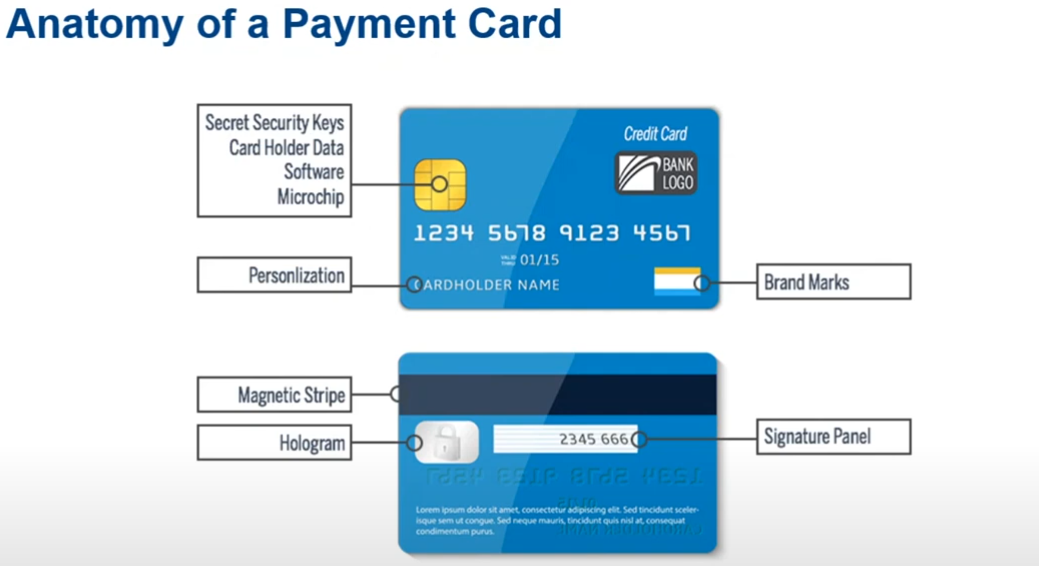 Anatomy of a Payment Card
Secret Security Keys
Card Holder Data
Software
Microchip
Credit Card
BANK
LOGO
1234 5678 9123 4567
VALID
THRU 01/15
Personlization
CARDHOLDER NAME
Brand Marks
Magnetic Stripe
Hologram
2345 666
Signature Panel
Lorem ipsum dolor sit amet, consectetur adipiscing elit. Sed tincidunt sceler-
isque sem ut congue. Sed neque mauris, tincidunt quis nisl at, consequat
condimentum purus.